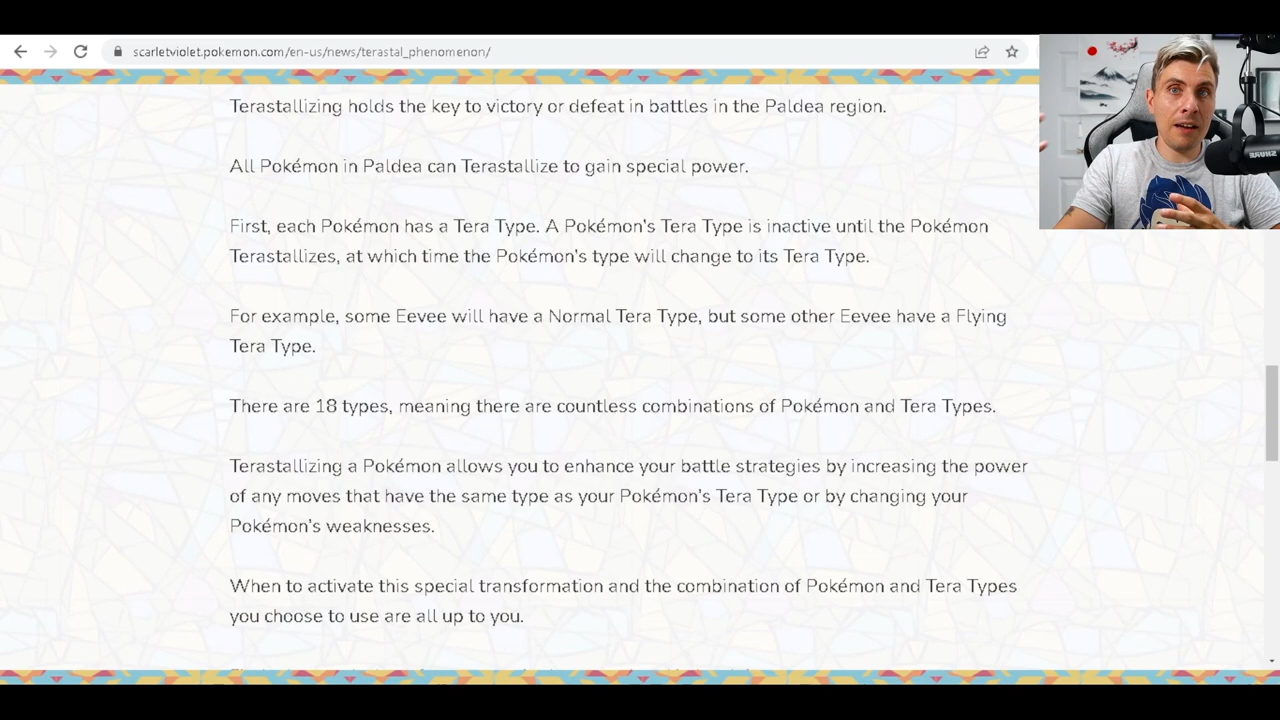 scarletviolet.pokemon.com/en-us/news/terastal_phenomenon/
Terastallizing holds the key to victory or defeat in battles in the Paldea region.
All Pokémon in Paldea can Terastallize to gain special power.
First, each Pokémon has a Tera Type. A Pokémon's Tera Type is inactive until the Pokémon
Terastallizes, at which time the Pokémon's type will change to its Tera Type.
For example, some Eevee will have a Normal Tera Type, but some other Eevee have a Flying
Tera Type.
There are 18 types, meaning there are countless combinations of Pokémon and Tera Types.
Terastallizing a Pokémon allows you to enhance your battle strategies by increasing the power
of any moves that have the same type as your Pokémon's Tera Type or by changing your
Pokémon's weaknesses.
When to activate this special transformation and the combination of Pokémon and Tera Types
you choose to use are all up to you.
SHURE